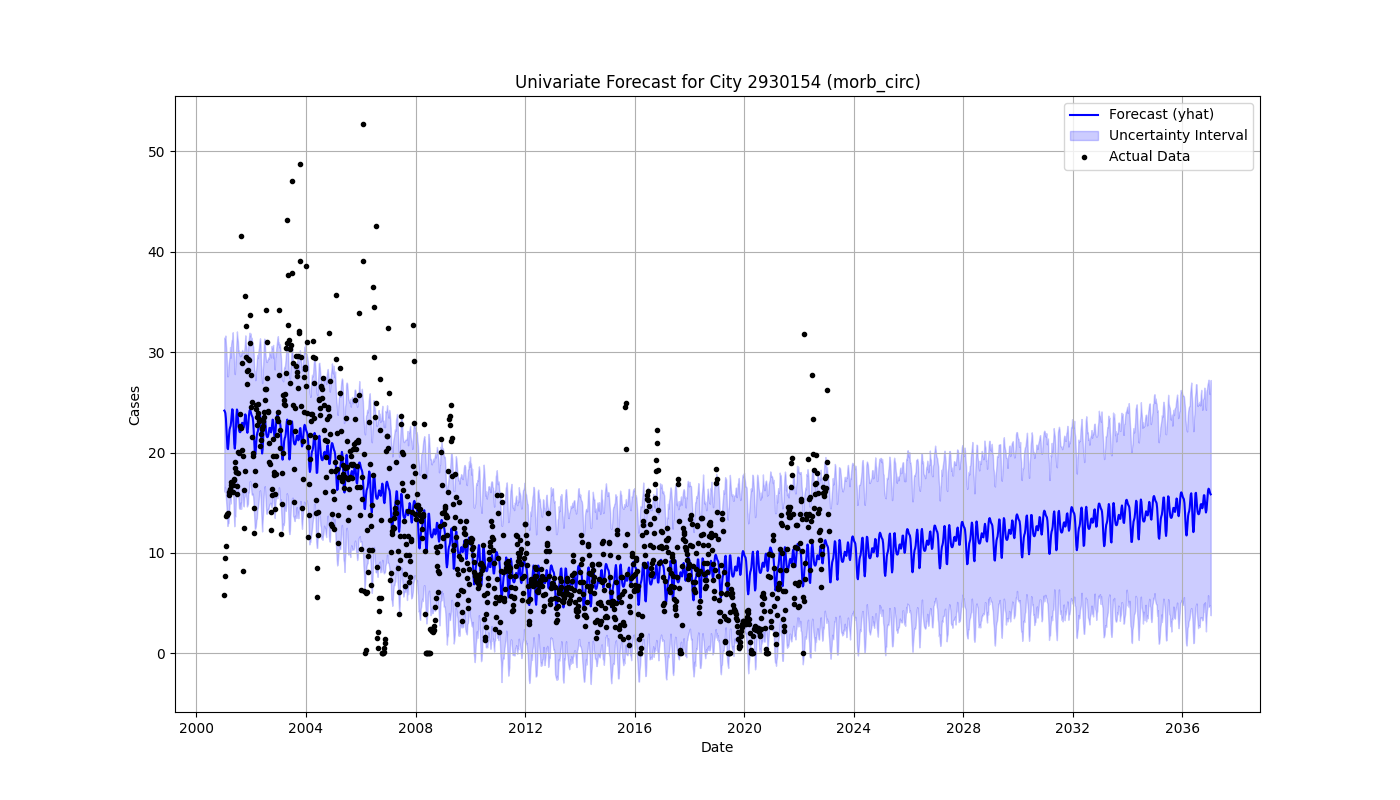 Univariate Forecast for City 2930154 (morb_circ)
Forecast (yhat)
Uncertainty Interval
Actual Data
Cases
50
40
30
20
10
0
2000 2004 2008 2012 2016 2020 2024 2028 2032 2036
Date